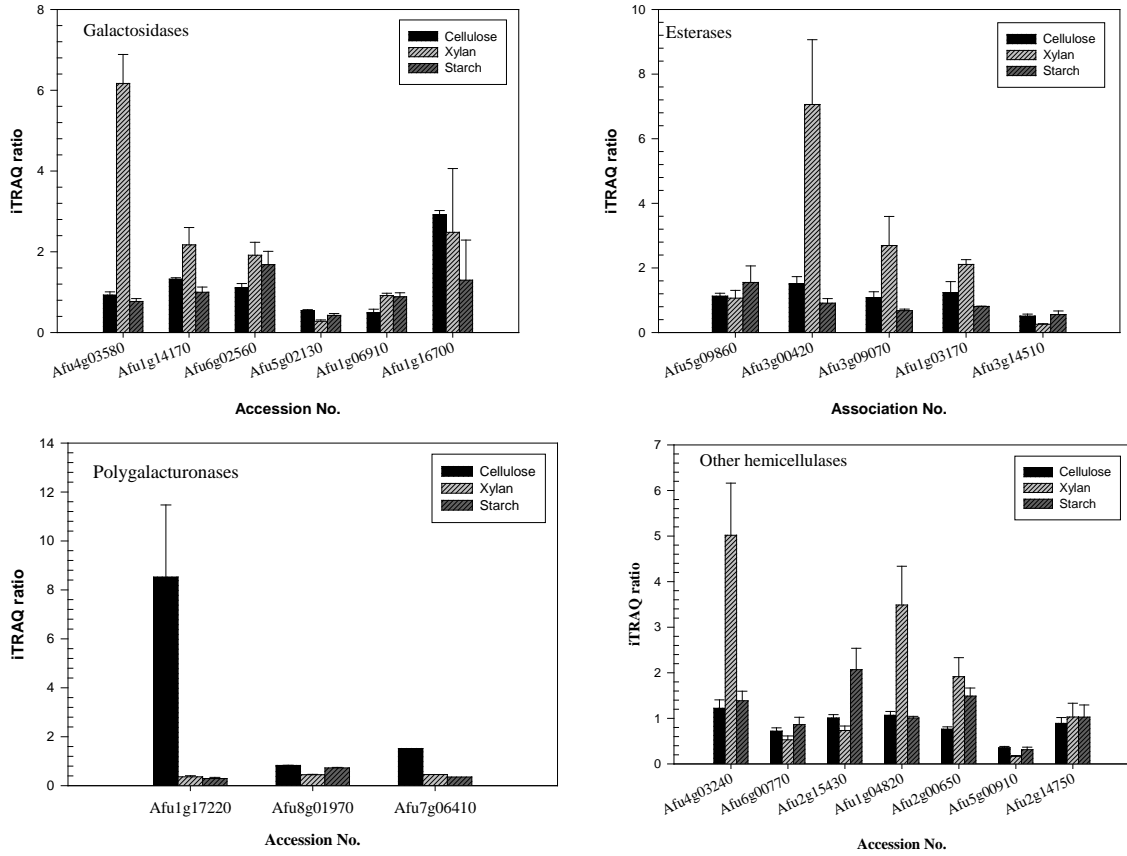 Galactosidases
Cellulose
Xylan
Starch
8
6
4
2
0
iTRAQ ratio
Afu4g03580
Afu1g14170
Afu6g02560
Afu5g02130
Afu1g06910
Afu1g16700
Accession No.
Esterases
Cellulose
Xylan
Starch
10
8
6
4
2
0
iTRAQ ratio
Afu5g09860
Afu3g00420
Afu3g09070
Afu1g03170
Afu3g14510
Association No.
Polygalacturonases
Cellulose
Xylan
Starch
14
12
10
8
6
4
2
0
iTRAQ ratio
Afu1g17220
Afu8g01970
Afu7g06410
Accession No.
Other hemicellulases
Cellulose
Xylan
Starch
7
6
5
4
3
2
1
0
iTRAQ ratio
Afu4g03240
Afu6g00770
Afu2g15430
Afu1g04820
Afu2g00650
Afu5g00910
Afu2g14750
Accession No.